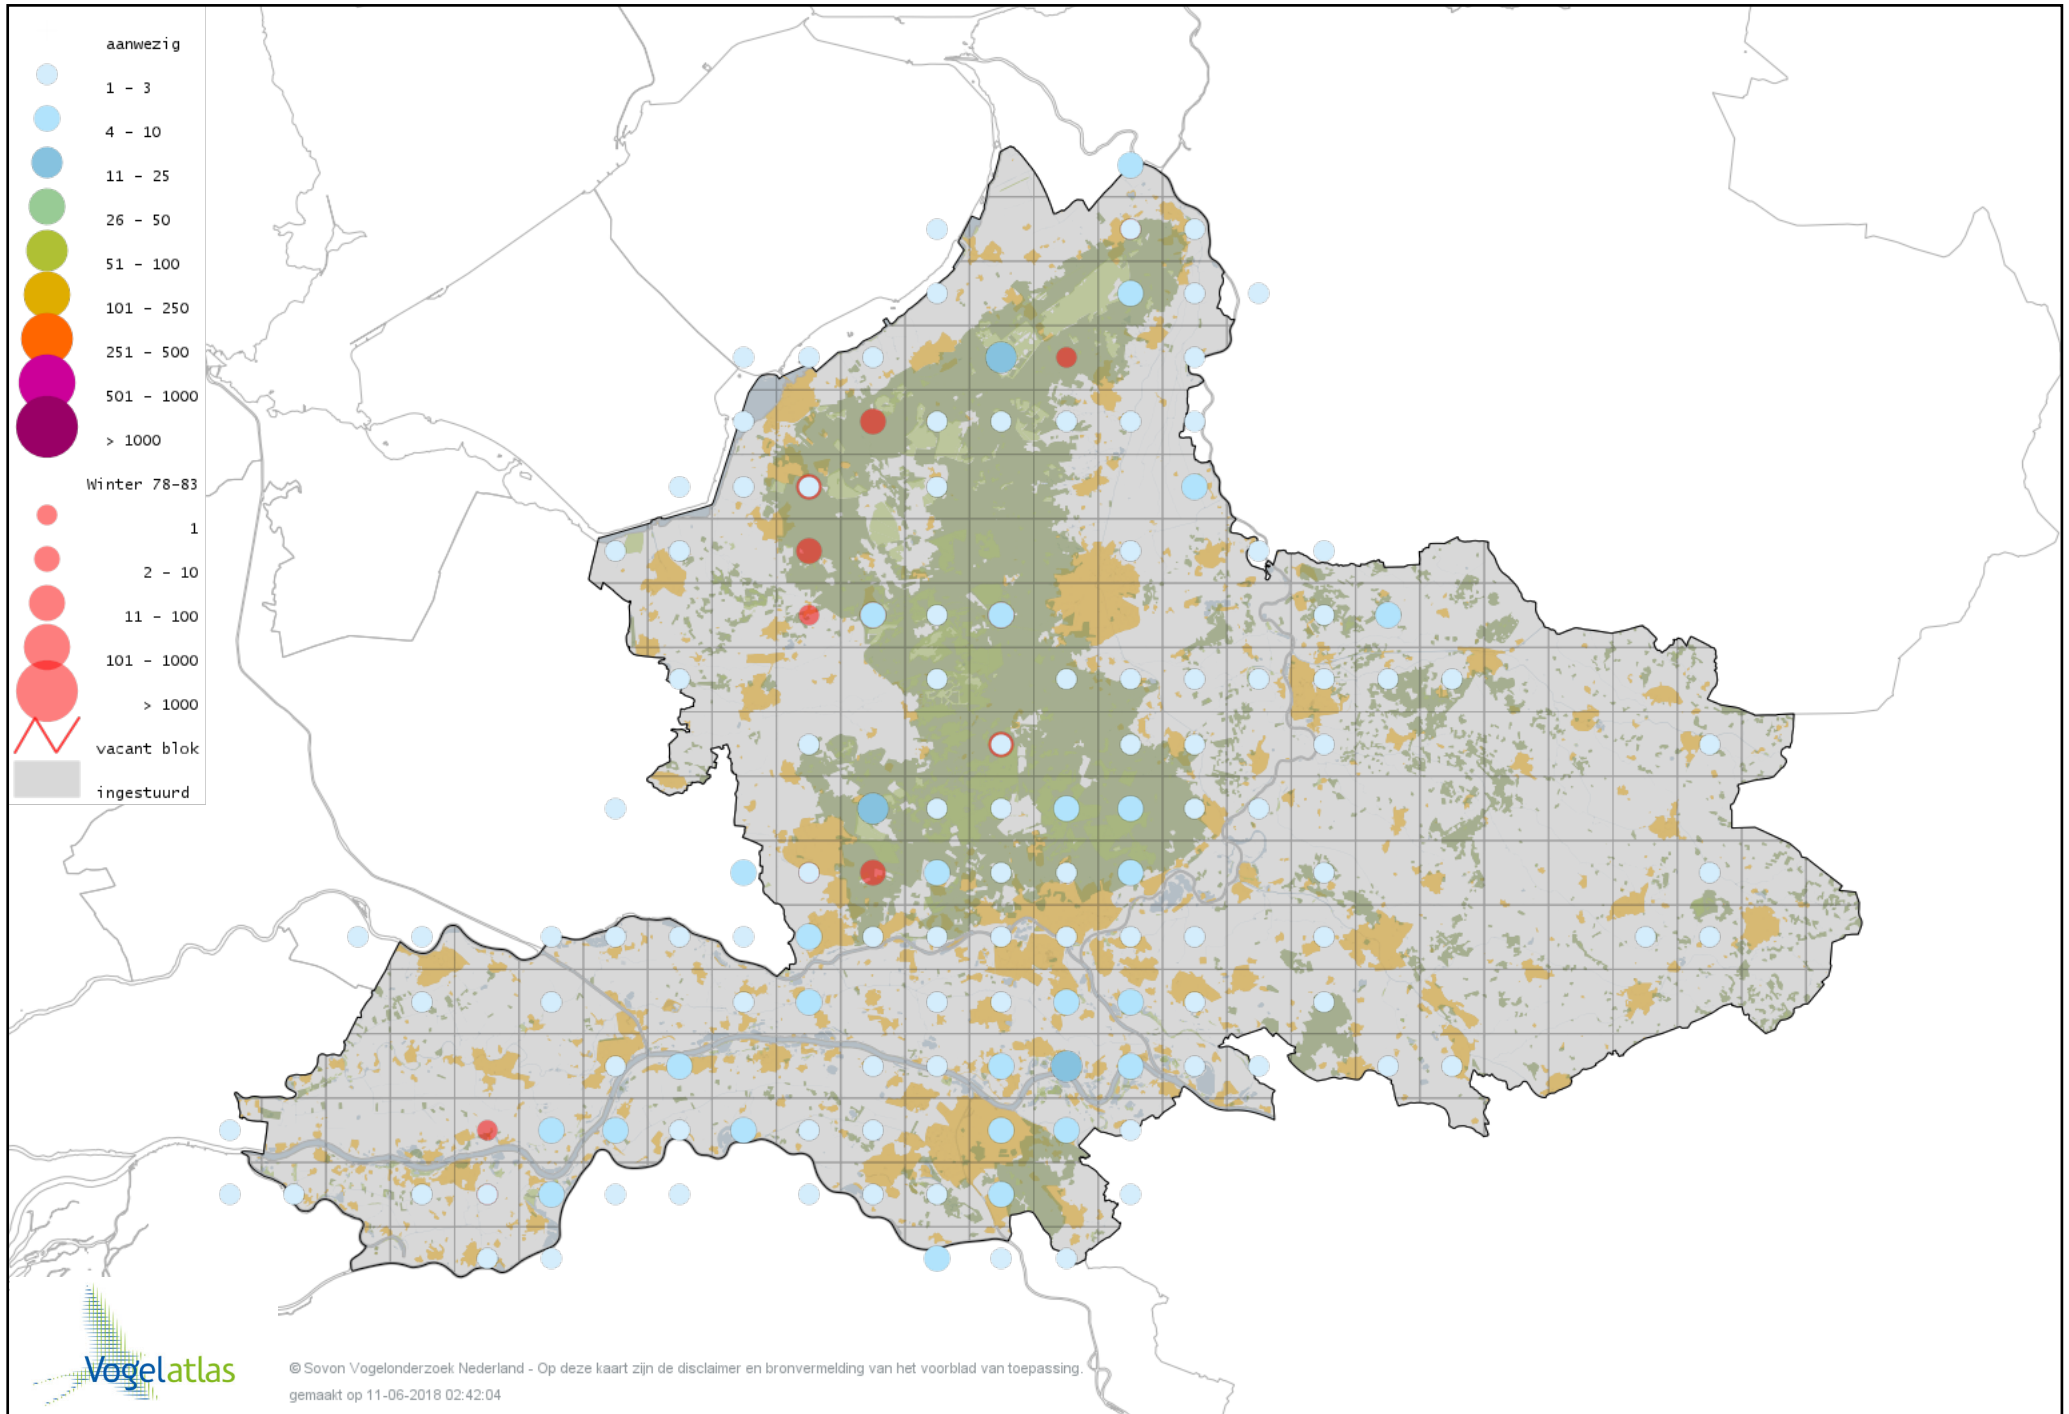 aanwezig
1 - 3
4 - 10
11 - 25
26 - 50
51 - 100
101 - 250
251 - 500
501 - 1000
> 1000
Winter 78-83
1
2 - 10
11 - 100
101 - 1000
> 1000
vacant blok
ingestuurd
Vogelatlas
© Sovon Vogelonderzoek Nederland - Op deze kaart zijn de disclaimer en bronvermelding van het voorblad van toepassing.
gemaakt op 11-06-2018 02:42:04